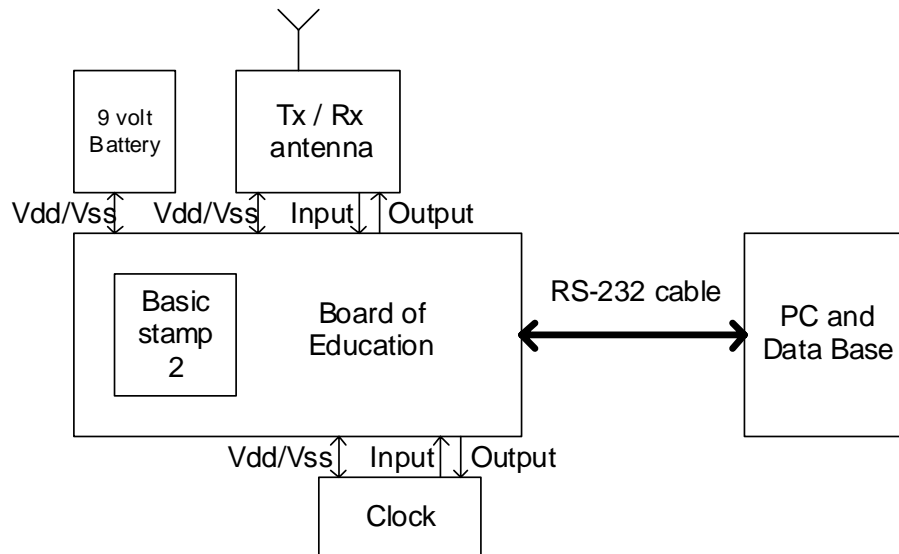 9 volt
Battery
Tx / Rx
antenna
Vdd/Vss
Vdd/Vss
Input
Output
Basic
stamp
2
Board of
Education
RS-232 cable
PC and
Data Base
Vdd/Vss
Input
Output
Clock